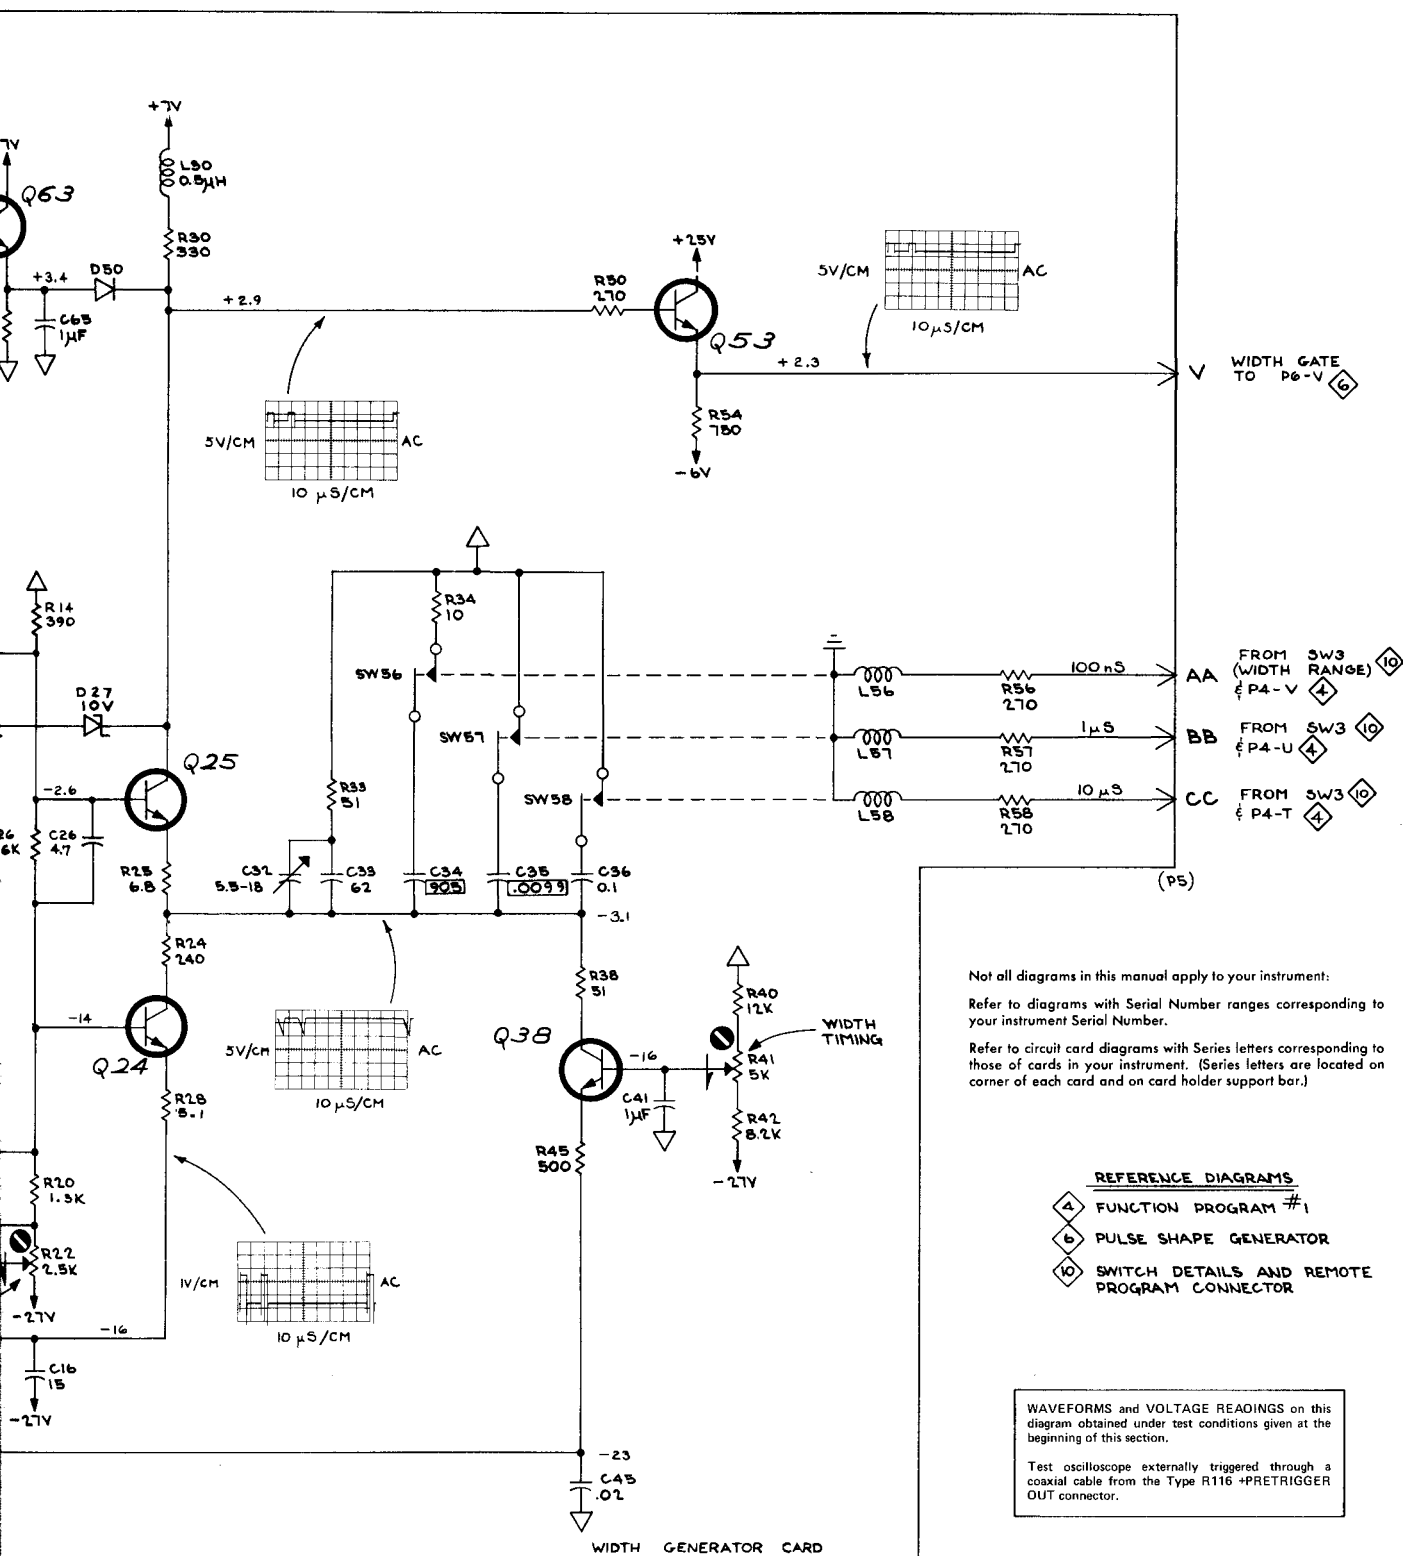 +7V
7V
L30
0.5µH
Q63
R30
330
+3.4
D50
C65
1µF
+2.9
R50
270
+25V
Q53
5V/CM
AC
10µS/CM
+2.3
V
WIDTH GATE
TO P6-V 6
R54
750
-6V
5V/CM
AC
10 µS/CM
R14
390
R34
10
SW56
100nS
AA
FROM SW3 10
(WIDTH RANGE)
& P4-V 4
L56
R56
270
D27
10V
SW57
1µS
BB
FROM SW3 10
& P4-U 4
L57
R57
270
Q25
-2.6
R33
51
SW58
10 µS
CC
FROM SW3 10
& P4-T 4
L58
R58
270
26
6K
C26
4.7
R25
6.8
C32
5.5-18
C33
62
C34
905
C35
.0099
C36
0.1
(P5)
-3.1
R24
240
R38
51
R40
12K
WIDTH
TIMING
-14
Q24
5V/CM
AC
10 µS/CM
Q38
-16
R41
5K
C41
1µF
R28
5.1
R42
8.2K
-27V
R45
500
R20
1.3K
R22
2.5K
-27V
1V/CM
AC
10 µS/CM
-16
C16
15
-27V
-23
C45
.02
WIDTH GENERATOR CARD
Not all diagrams in this manual apply to your instrument:
Refer to diagrams with Serial Number ranges corresponding to
your instrument Serial Number.
Refer to circuit card diagrams with Series letters corresponding to
those of cards in your instrument. (Series letters are located on
corner of each card and on card holder support bar.)
REFERENCE DIAGRAMS
4 FUNCTION PROGRAM #1
6 PULSE SHAPE GENERATOR
10 SWITCH DETAILS AND REMOTE
PROGRAM CONNECTOR
WAVEFORMS and VOLTAGE READINGS on this
diagram obtained under test conditions given at the
beginning of this section.
Test oscilloscope externally triggered through a
coaxial cable from the Type R116 +PRETRIGGER
OUT connector.